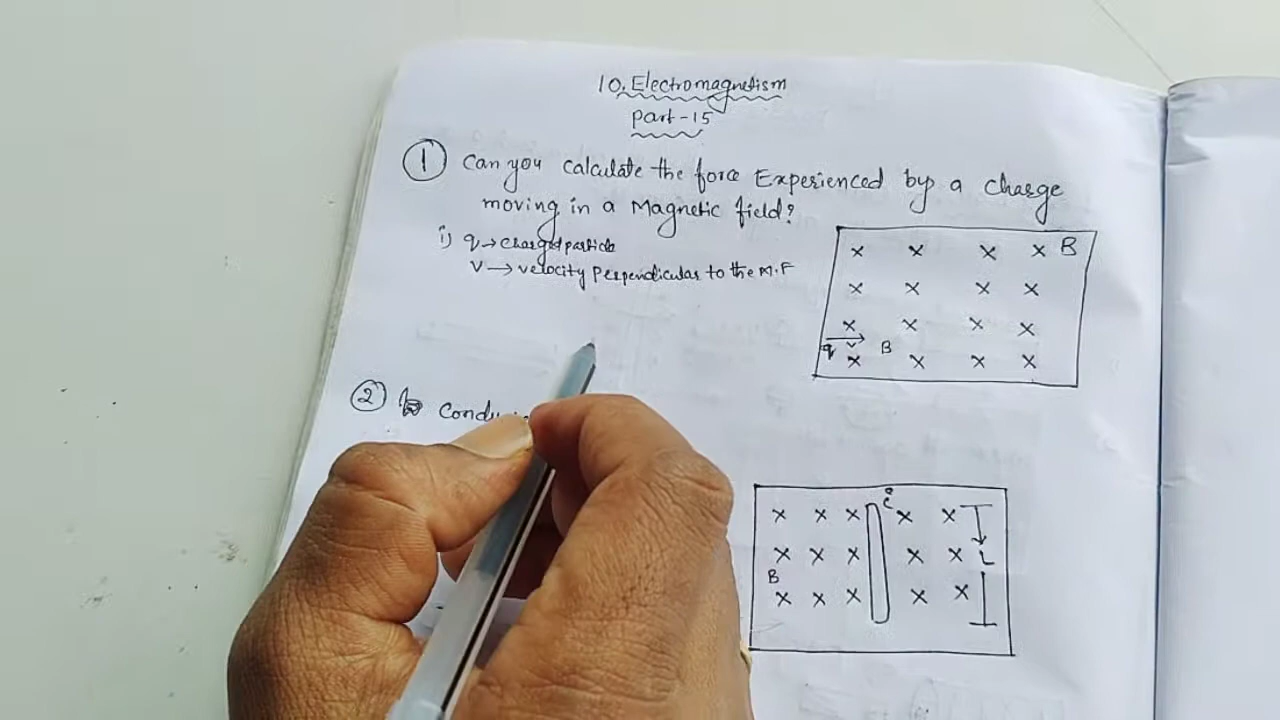 10. Electromagnetism
Part-15
① Can you calculate the force Experienced by a charge
moving in a Magnetic field?
i) q→charged particle
v → velocity perpendicular to the M.F
× × × × B
× × × ×
× × × ×
q v B
× × × ×
②
i
× × × × ×
× × × × × L
B
× × × × ×